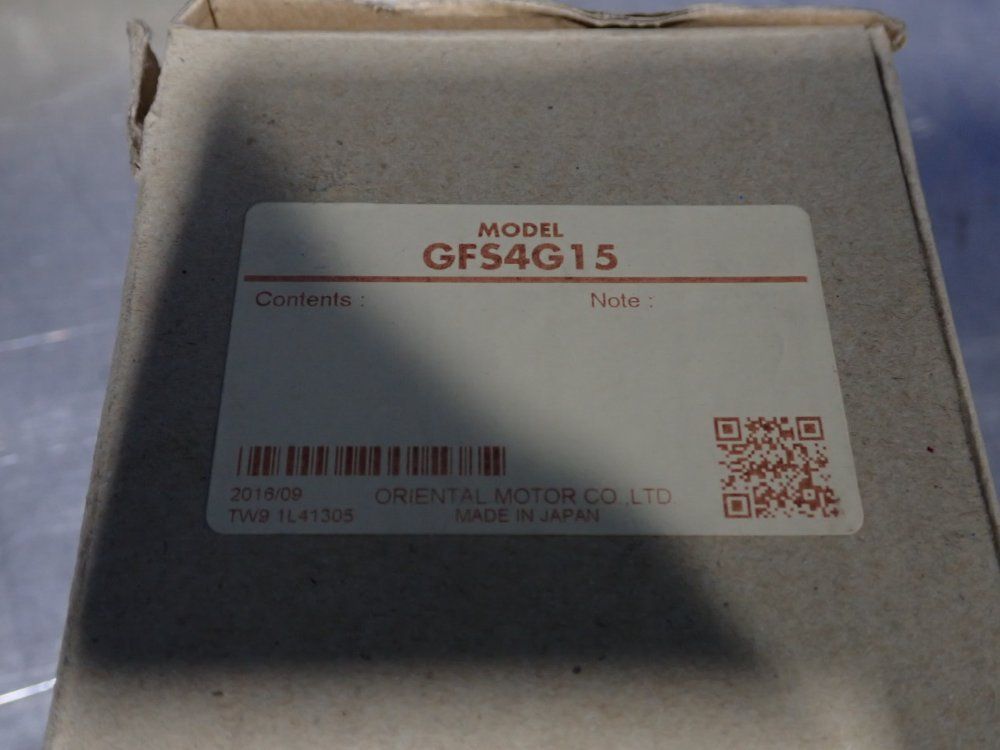 MODEL
GFS4G15
Contents : Note :
2016/09 ORIENTAL MOTOR CO.,LTD.
TW9 1L41305 MADE IN JAPAN